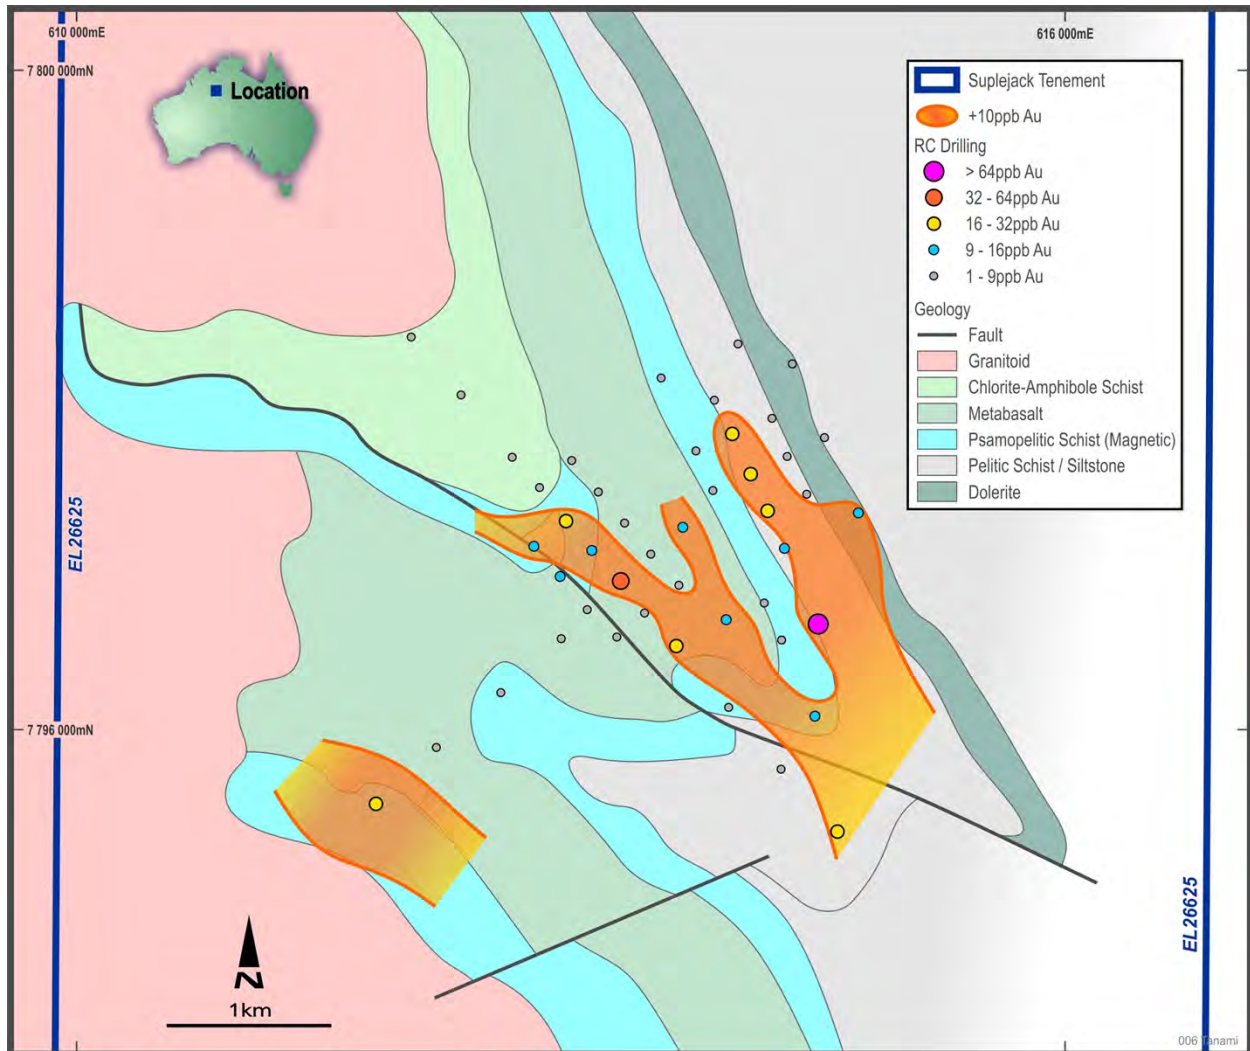 610 000mE
616 000mE
7 800 000mN
Location
Suplejack Tenement
+10ppb Au
RC Drilling
> 64ppb Au
32 - 64ppb Au
16 - 32ppb Au
9 - 16ppb Au
1 - 9ppb Au
Geology
Fault
Granitoid
Chlorite-Amphibole Schist
Metabasalt
Psamopelitic Schist (Magnetic)
Pelitic Schist / Siltstone
Dolerite
EL26625
7 796 000mN
EL26625
N
1km
006 Tanami